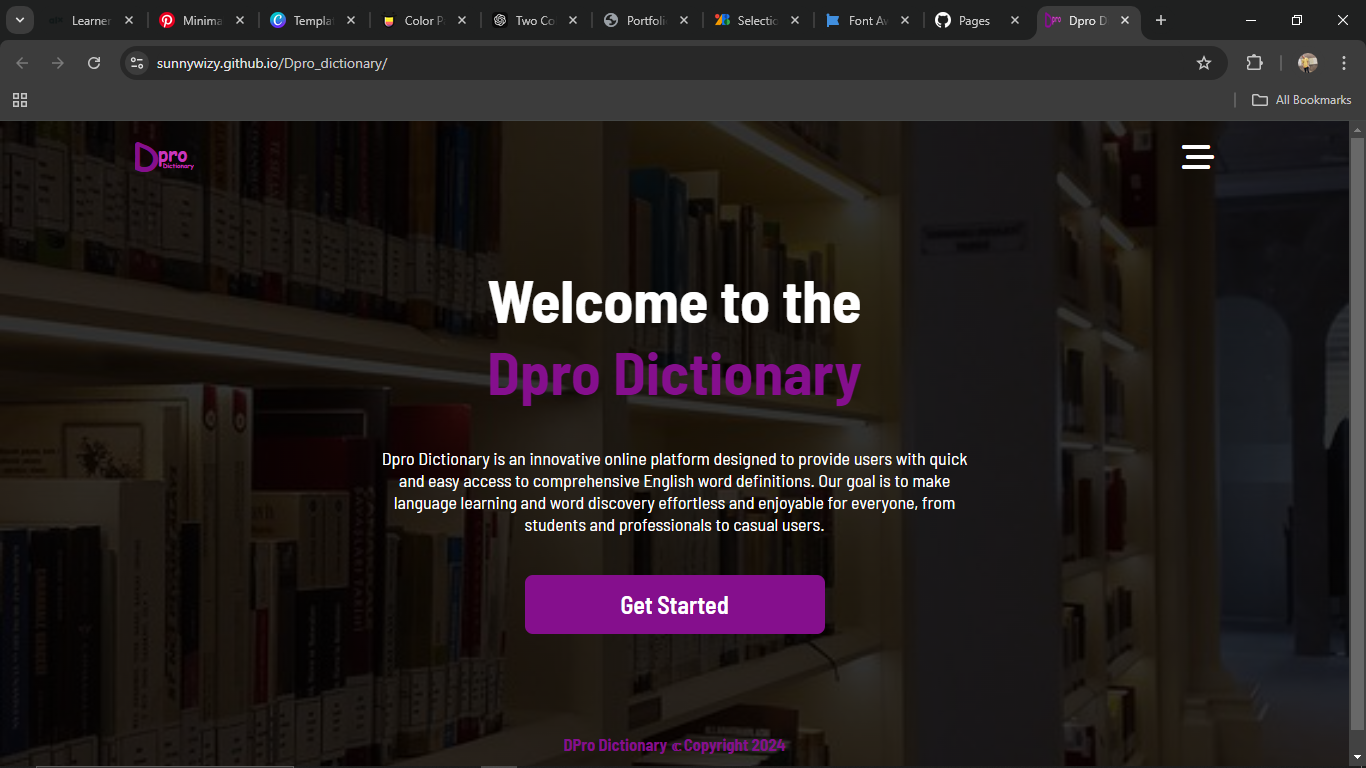 Learner
Minima
Templat
Color P
Two Co
Portfoli
Selectio
Font Av
Pages
Dpro D
sunnywizy.github.io/Dpro_dictionary/
All Bookmarks
Dpro
Dictionary
Welcome to the
Dpro Dictionary
Dpro Dictionary is an innovative online platform designed to provide users with quick
and easy access to comprehensive English word definitions. Our goal is to make
language learning and word discovery effortless and enjoyable for everyone, from
students and professionals to casual users.
Get Started
DPro Dictionary © Copyright 2024